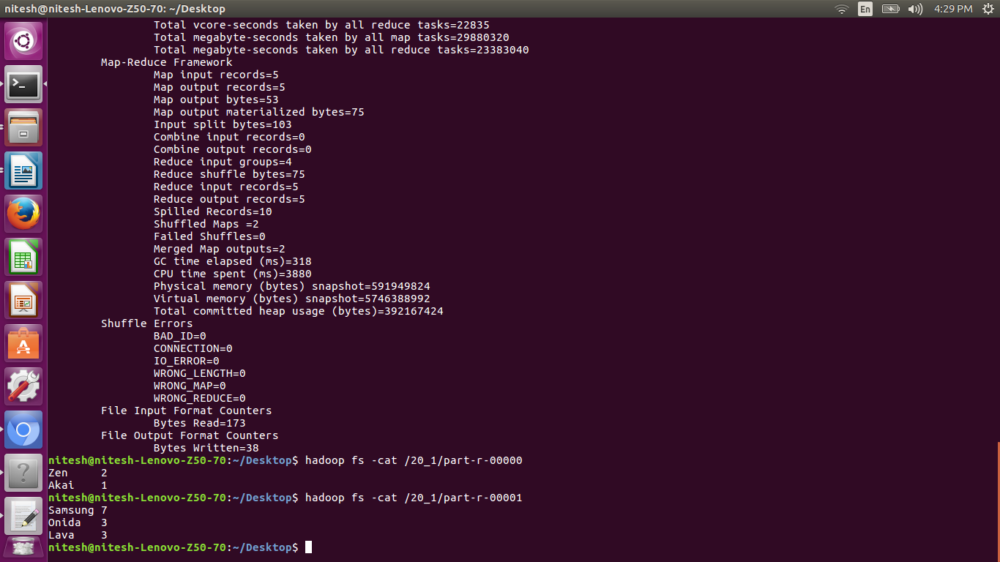 nitesh@nitesh-Lenovo-Z50-70: ~/Desktop
En
4:29 PM
Total vcore-seconds taken by all reduce tasks=22835
Total megabyte-seconds taken by all map tasks=29880320
Total megabyte-seconds taken by all reduce tasks=23383040
Map-Reduce Framework
Map input records=5
Map output records=5
Map output bytes=53
Map output materialized bytes=75
Input split bytes=103
Combine input records=0
Combine output records=0
Reduce input groups=4
Reduce shuffle bytes=75
Reduce input records=5
Reduce output records=5
Spilled Records=10
Shuffled Maps =2
Failed Shuffles=0
Merged Map outputs=2
GC time elapsed (ms)=318
CPU time spent (ms)=3880
Physical memory (bytes) snapshot=591949824
Virtual memory (bytes) snapshot=5746388992
Total committed heap usage (bytes)=392167424
Shuffle Errors
BAD_ID=0
CONNECTION=0
IO_ERROR=0
WRONG_LENGTH=0
WRONG_MAP=0
WRONG_REDUCE=0
File Input Format Counters
Bytes Read=173
File Output Format Counters
Bytes Written=38
nitesh@nitesh-Lenovo-Z50-70:~/Desktop$ hadoop fs -cat /20_1/part-r-00000
Zen 2
Akai 1
nitesh@nitesh-Lenovo-Z50-70:~/Desktop$ hadoop fs -cat /20_1/part-r-00001
Samsung 7
Onida 3
Lava 3
nitesh@nitesh-Lenovo-Z50-70:~/Desktop$